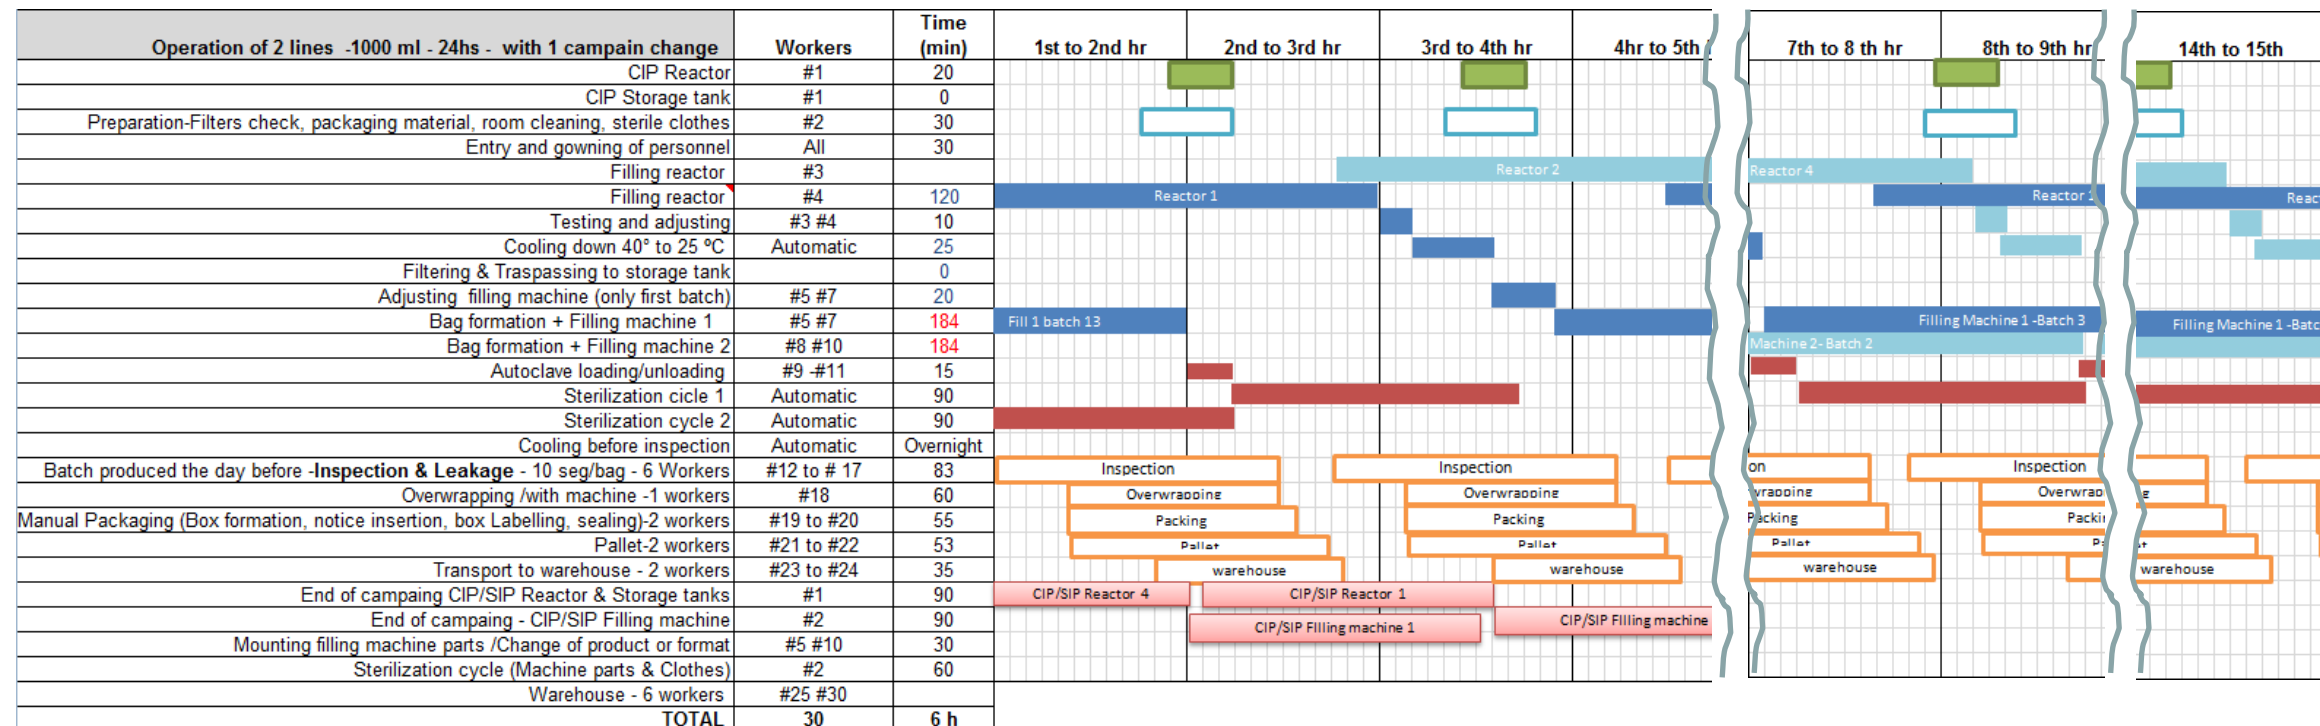 Time
Operation of 2 lines -1000 ml - 24hs - with 1 campain change Workers (min) 1st to 2nd hr 2nd to 3rd hr 3rd to 4th hr 4hr to 5th 7th to 8 th hr 8th to 9th hr 14th to 15th
CIP Reactor #1 20
CIP Storage tank #1 0
Preparation-Filters check, packaging material, room cleaning, sterile clothes #2 30
Entry and gowning of personnel All 30
Filling reactor #3 Reactor 2 Reactor 4
Filling reactor #4 120 Reactor 1 Reactor 1 Reac
Testing and adjusting #3 #4 10
Cooling down 40° to 25 ºC Automatic 25
Filtering & Traspassing to storage tank 0
Adjusting filling machine (only first batch) #5 #7 20
Bag formation + Filling machine 1 #5 #7 184 Fill 1 batch 13 Filling Machine 1 -Batch 3 Filling Machine 1 -Batc
Bag formation + Filling machine 2 #8 #10 184 Machine 2- Batch 2
Autoclave loading/unloading #9 -#11 15
Sterilization cicle 1 Automatic 90
Sterilization cycle 2 Automatic 90
Cooling before inspection Automatic Overnight
Batch produced the day before -Inspection & Leakage - 10 seg/bag - 6 Workers #12 to # 17 83 Inspection Inspection on Inspection
Overwrapping /with machine -1 workers #18 60 Overwrapping Overwrapping wrapping Overwrap g
Manual Packaging (Box formation, notice insertion, box Labelling, sealing)-2 workers #19 to #20 55 Packing Packing Packing Packi
Pallet-2 workers #21 to #22 53 Pallet Pallet Pallet P
Transport to warehouse - 2 workers #23 to #24 35 warehouse warehouse warehouse warehouse
End of campaing CIP/SIP Reactor & Storage tanks #1 90 CIP/SIP Reactor 4 CIP/SIP Reactor 1
End of campaing - CIP/SIP Filling machine #2 90 CIP/SIP FIlling machine 1 CIP/SIP FIlling machine
Mounting filling machine parts /Change of product or format #5 #10 30
Sterilization cycle (Machine parts & Clothes) #2 60
Warehouse - 6 workers #25 #30
TOTAL 30 6 h